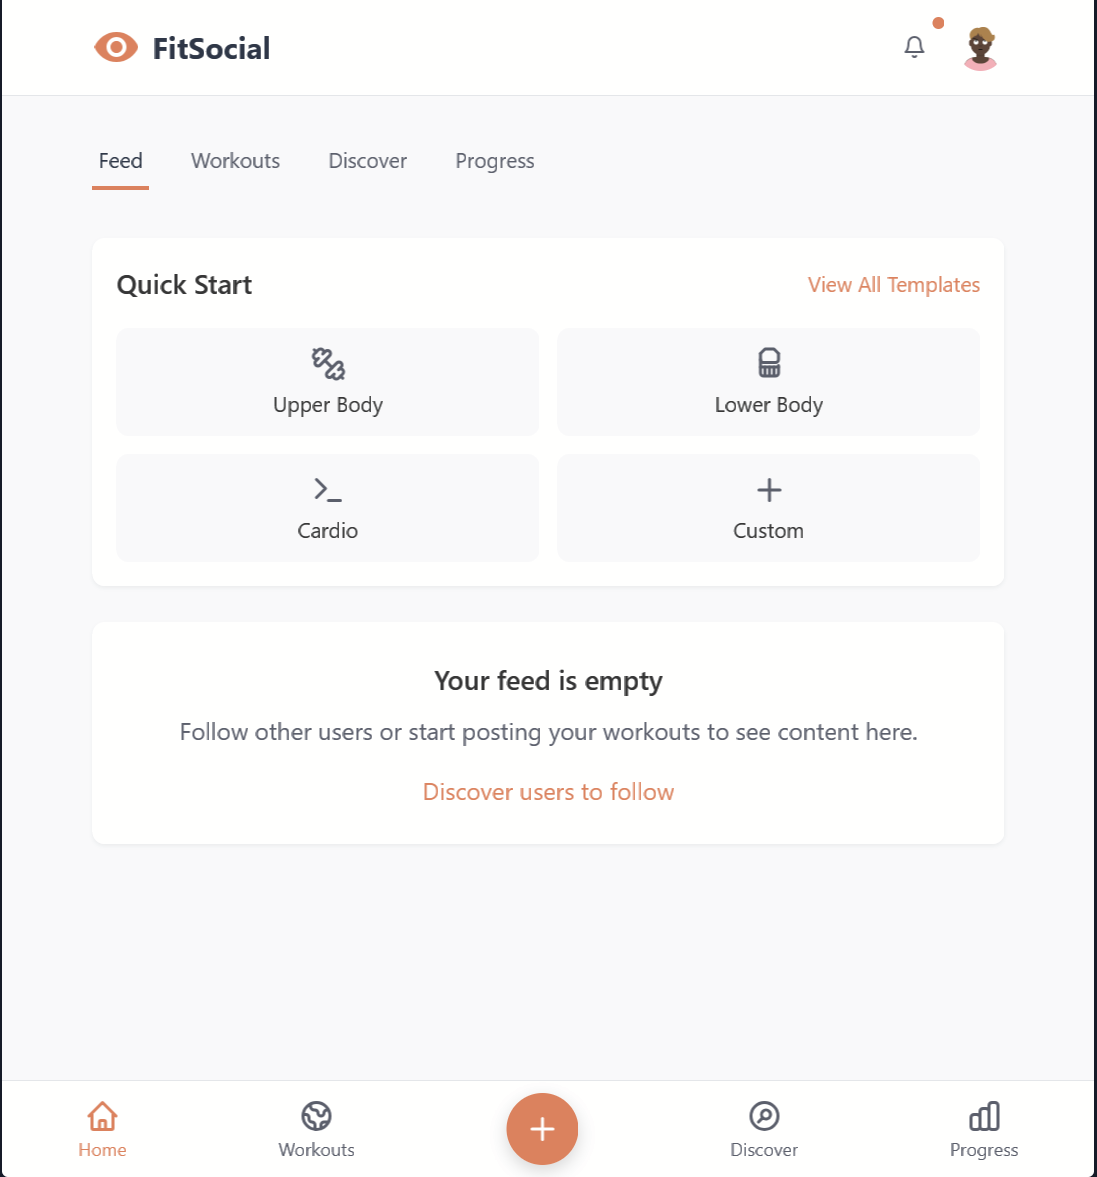 FitSocial
Feed
Workouts
Discover
Progress
Quick Start
View All Templates
Upper Body
Lower Body
Cardio
Custom
Your feed is empty
Follow other users or start posting your workouts to see content here.
Discover users to follow
Home
Workouts
Discover
Progress